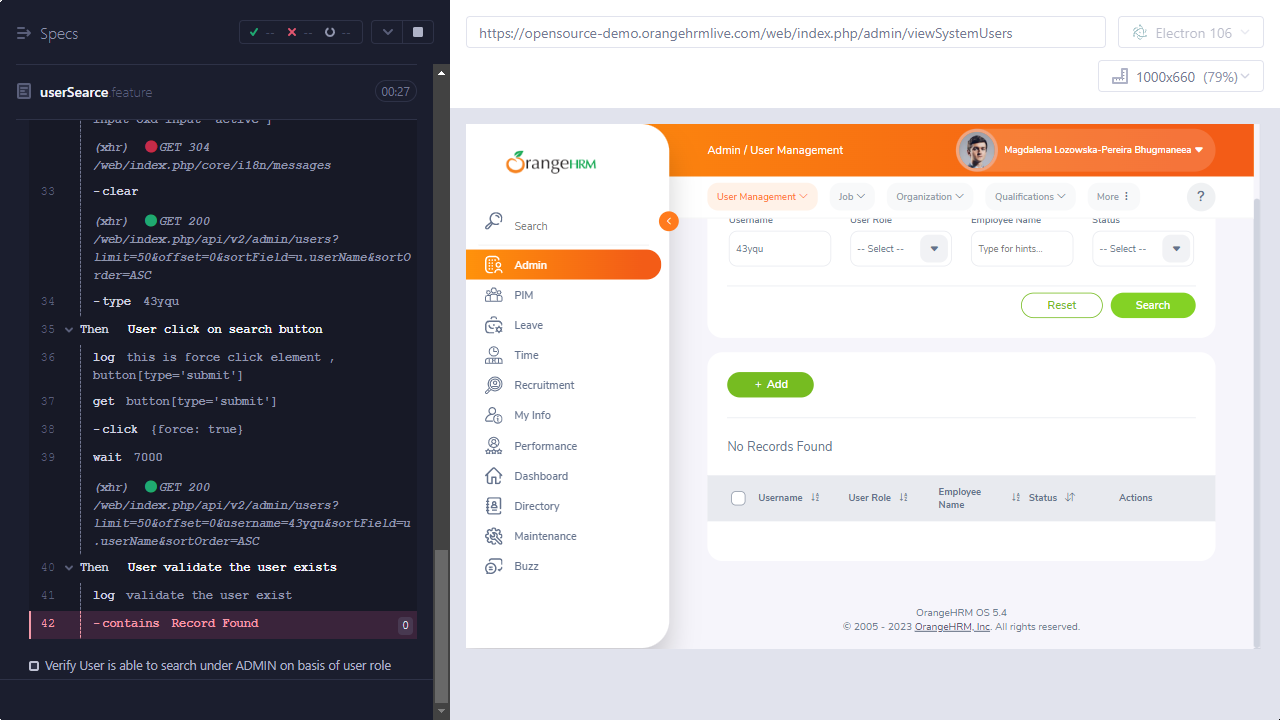 Specs
-- -- --
userSearce feature
00:27
input oxd-input--active']
(xhr) GET 304
/web/index.php/core/i18n/messages
33 -clear
(xhr) GET 200
/web/index.php/api/v2/admin/users?
limit=50&offset=0&sortField=u.userName&sortO
rder=ASC
34 -type 43yqu
35 Then User click on search button
36 log this is force click element ,
button[type='submit']
37 get button[type='submit']
38 -click {force: true}
39 wait 7000
(xhr) GET 200
/web/index.php/api/v2/admin/users?
limit=50&offset=0&username=43yqu&sortField=u
.userName&sortOrder=ASC
40 Then User validate the user exists
41 log validate the user exist
42 -contains Record Found 0
Verify User is able to search under ADMIN on basis of user role
https://opensource-demo.orangehrmlive.com/web/index.php/admin/viewSystemUsers
Electron 106
1000x660 (79%)
OrangeHRM
Search
Admin
PIM
Leave
Time
Recruitment
My Info
Performance
Dashboard
Directory
Maintenance
Buzz
Admin / User Management
Magdalena Lozowska-Pereira Bhugmaneea
User Management Job Organization Qualifications More ?
Username User Role Employee Name Status
43yqu -- Select -- Type for hints... -- Select --
Reset Search
+ Add
No Records Found
Username User Role Employee Name Status Actions
OrangeHRM OS 5.4
© 2005 - 2023 OrangeHRM, Inc. All rights reserved.